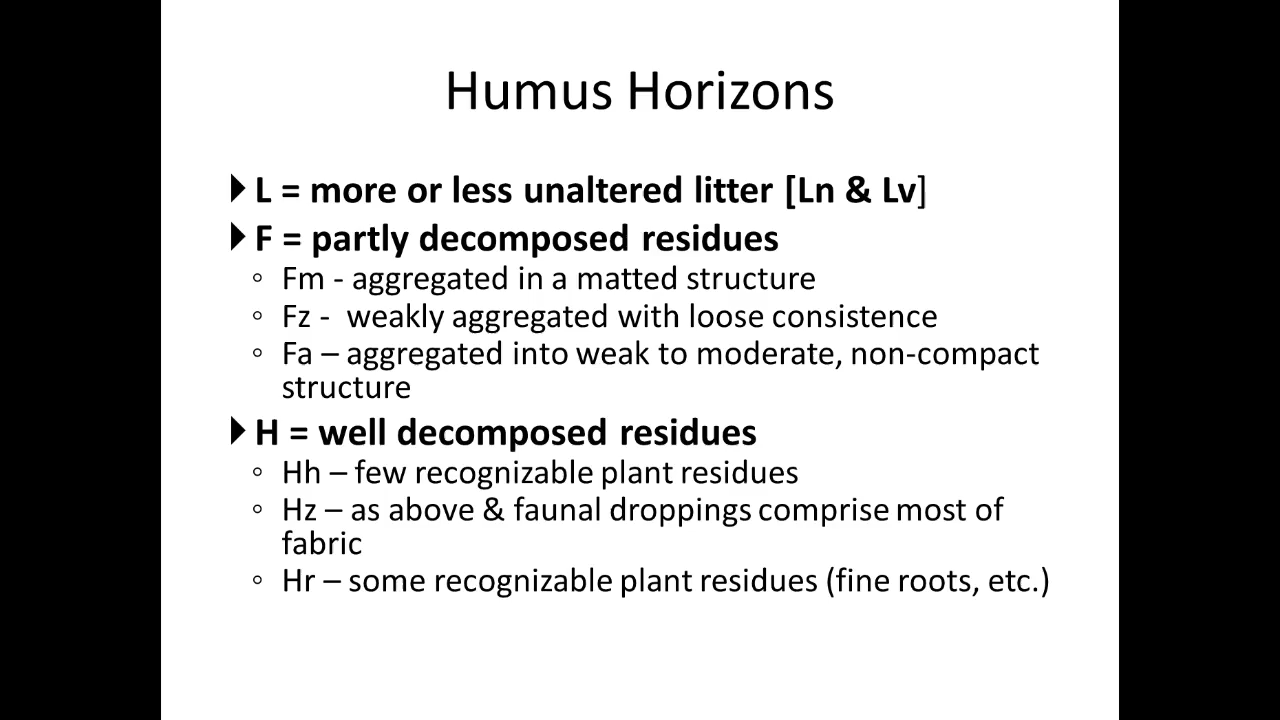 Humus Horizons
L = more or less unaltered litter [Ln & Lv]
F = partly decomposed residues
Fm - aggregated in a matted structure
Fz - weakly aggregated with loose consistence
Fa – aggregated into weak to moderate, non-compact
structure
H = well decomposed residues
Hh – few recognizable plant residues
Hz – as above & faunal droppings comprise most of
fabric
Hr – some recognizable plant residues (fine roots, etc.)